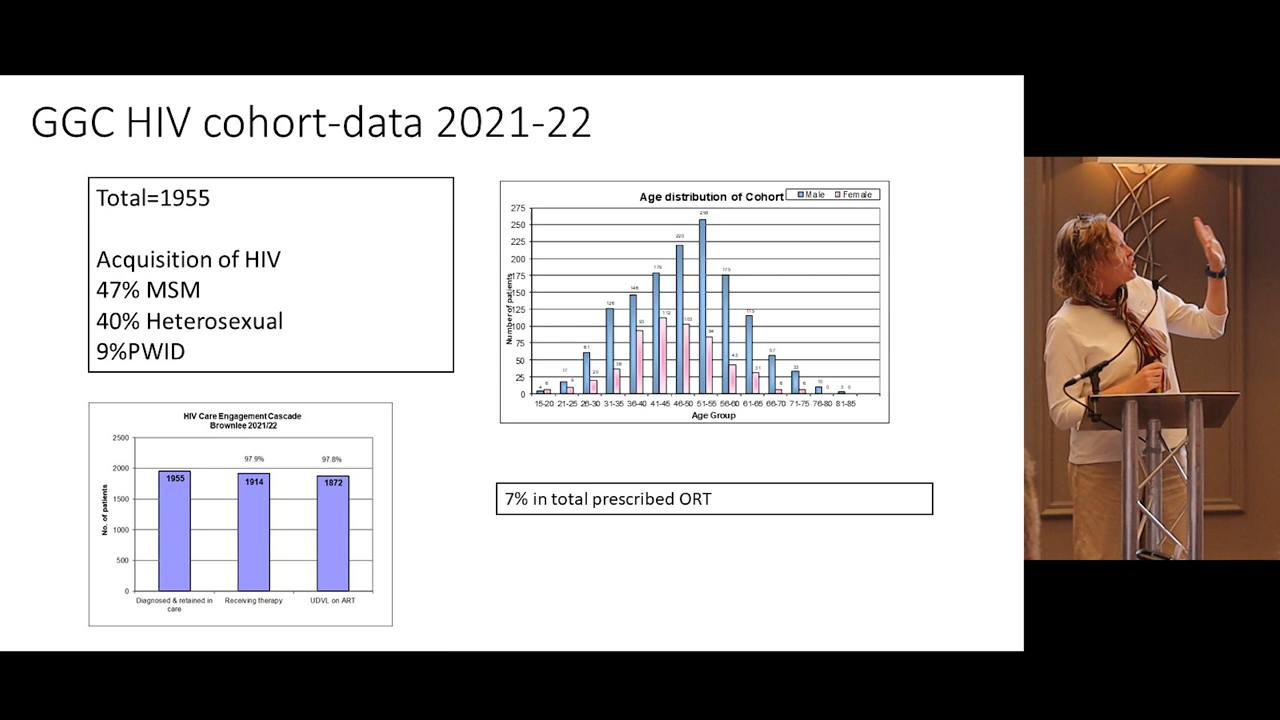 GGC HIV cohort-data 2021-22
Total=1955
Acquisition of HIV
47% MSM
40% Heterosexual
9%PWID
HIV Care Engagement Cascade
Brownlee 2021/22
No. of patients
2500
2000
1500
1000
500
0
97.9%
97.8%
1955
1914
1872
Diagnosed & retained in
care
Receiving therapy
UDVL on ART
Age distribution of Cohort
Male
Female
Number of patients
275
250
225
200
175
150
125
100
75
50
25
0
15-20 21-25 26-30 31-35 36-40 41-45 46-50 51-55 56-60 61-65 66-70 71-75 76-80 81-85
Age Group
7% in total prescribed ORT